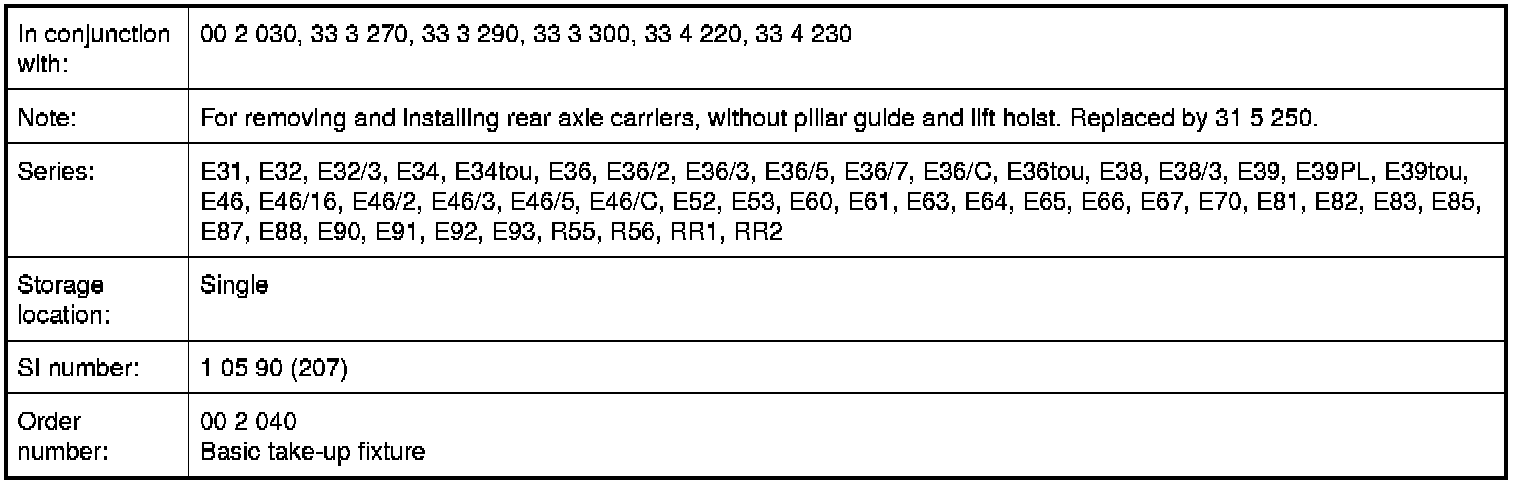 In conjunction
with:
00 2 030, 33 3 270, 33 3 290, 33 3 300, 33 4 220, 33 4 230
Note:
For removing and installing rear axle carriers, without pillar guide and lift hoist. Replaced by 31 5 250.
Series:
E31, E32, E32/3, E34, E34tou, E36, E36/2, E36/3, E36/5, E36/7, E36/C, E36tou, E38, E38/3, E39, E39PL, E39tou,
E46, E46/16, E46/2, E46/3, E46/5, E46/C, E52, E53, E60, E61, E63, E64, E65, E66, E67, E70, E81, E82, E83, E85,
E87, E88, E90, E91, E92, E93, R55, R56, RR1, RR2
Storage
location:
Single
SI number:
1 05 90 (207)
Order
number:
00 2 040
Basic take-up fixture